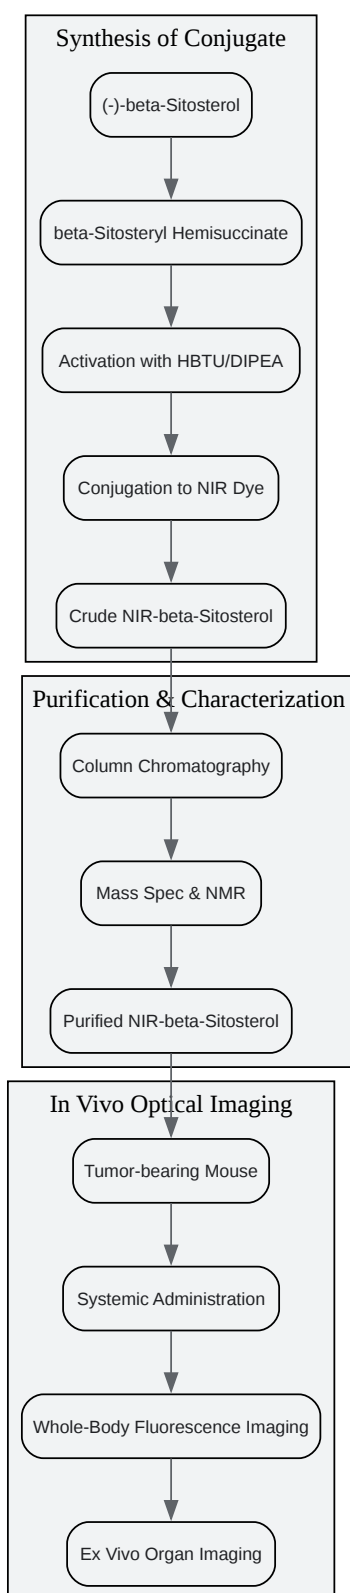 Synthesis of Conjugate
(-)-beta-Sitosterol
beta-Sitosteryl Hemisuccinate
Activation with HBTU/DIPEA
Conjugation to NIR Dye
Crude NIR-beta-Sitosterol
Purification & Characterization
Column Chromatography
Mass Spec & NMR
Purified NIR-beta-Sitosterol
In Vivo Optical Imaging
Tumor-bearing Mouse
Systemic Administration
Whole-Body Fluorescence Imaging
Ex Vivo Organ Imaging